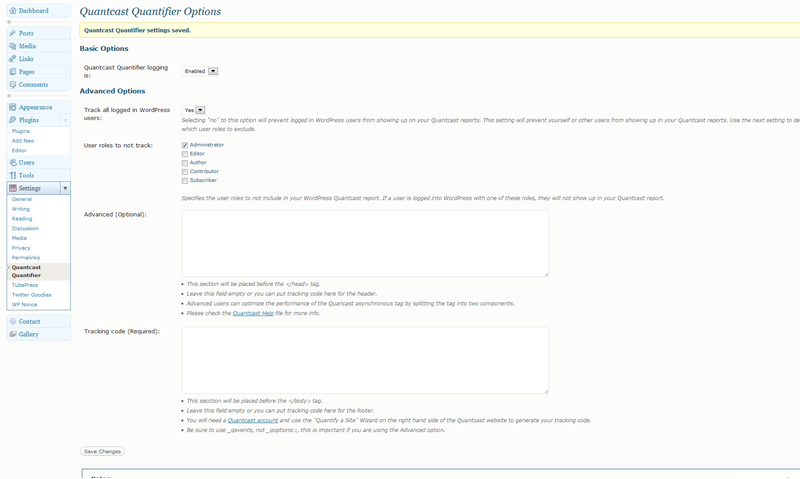 Dashboard
Posts
Media
Links
Pages
Comments
Appearance
Plugins
Plugins
Add New
Editor
Users
Tools
Settings
General
Writing
Reading
Discussion
Media
Privacy
Permalinks
Quantcast
Quantifier
TubePress
Twitter Goodies
WP Nonce
Contact
Gallery
Quantcast Quantifier Options
Quantcast Quantifier settings saved.
Basic Options
Quantcast Quantifier logging
is:
Enabled
Advanced Options
Track all logged in WordPress
users:
Yes
Selecting "no" to this option will prevent logged in WordPress users from showing up on your Quantcast reports. This setting will prevent yourself or other users from showing up in your Quantcast reports. Use the next setting to de
which user roles to exclude.
User roles to not track:
Administrator
Editor
Author
Contributor
Subscriber
Specifies the user roles to not include in your WordPress Quantcast report. If a user is logged into WordPress with one of these roles, they will not show up in your Quantcast report.
Advanced (Optional):
• This section will be placed before the </head> tag.
• Leave this field empty or you can put tracking code here for the header.
• Advanced users can optimize the performance of the Quancast asynchronous tag by splitting the tag into two components.
• Please check the Quantcast Help file for more info.
Tracking code (Required):
• This secition will be placed before the </body> tag.
• Leave this field empty or you can put tracking code here for the footer.
• You will need a Quantcast account and use the "Quantify a Site" Wizard on the right hand side of the Quantcast website to generate your tracking code.
• Be sure to use _qevents, not _qoptions:;, this is important if you are using the Advanced option.
Save Changes